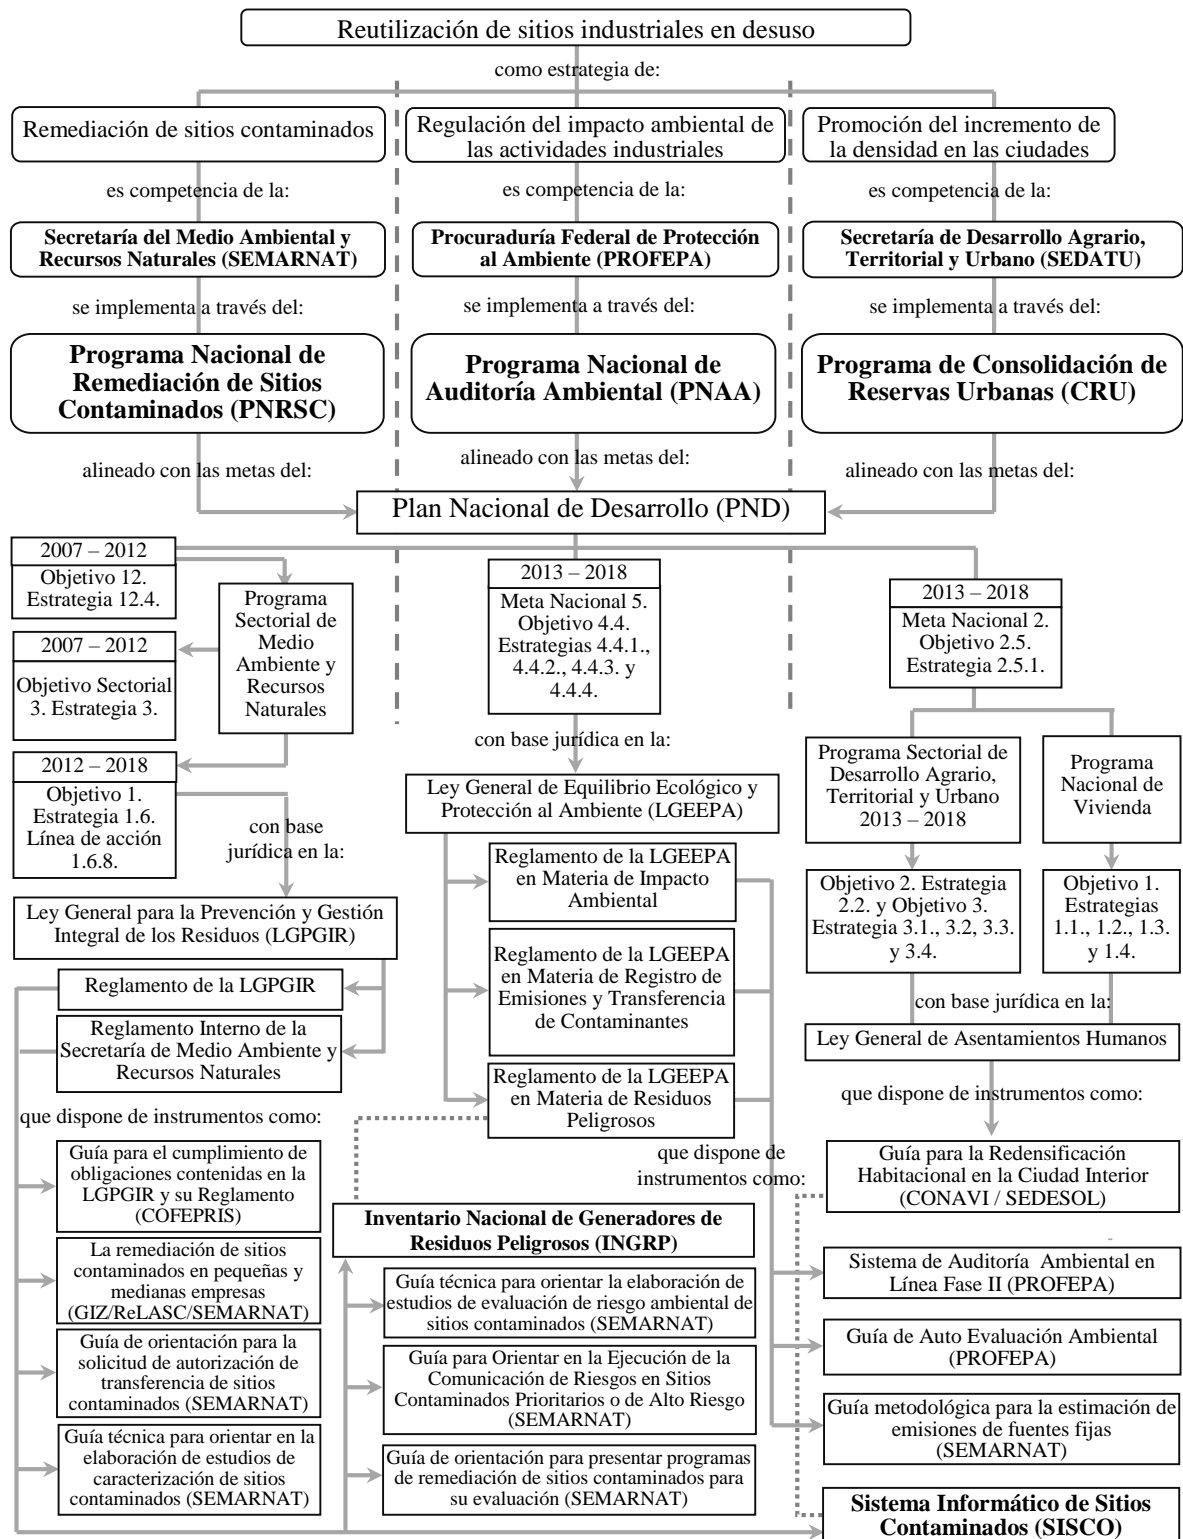 Reutilización de sitios industriales en desuso
como estrategia de:
Remediación de sitios contaminados
Regulación del impacto ambiental de
las actividades industriales
Promoción del incremento de
la densidad en las ciudades
es competencia de la:
es competencia de la:
es competencia de la:
Secretaría del Medio Ambiental y
Recursos Naturales (SEMARNAT)
Procuraduría Federal de Protección
al Ambiente (PROFEPA)
Secretaría de Desarrollo Agrario,
Territorial y Urbano (SEDATU)
se implementa a través del:
se implementa a través del:
se implementa a través del:
Programa Nacional de
Remediación de Sitios
Contaminados (PNRSC)
Programa Nacional de
Auditoría Ambiental (PNAA)
Programa de Consolidación de
Reservas Urbanas (CRU)
alineado con las metas del:
alineado con las metas del:
alineado con las metas del:
Plan Nacional de Desarrollo (PND)
2007 – 2012
Objetivo 12.
Estrategia 12.4.
Programa
Sectorial de
Medio
Ambiente y
Recursos
Naturales
2007 – 2012
Objetivo Sectorial
3. Estrategia 3.
2012 – 2018
Objetivo 1.
Estrategia 1.6.
Línea de acción
1.6.8.
con base
jurídica en la:
Ley General para la Prevención y Gestión
Integral de los Residuos (LGPGIR)
Reglamento de la LGPGIR
Reglamento Interno de la
Secretaría de Medio Ambiente y
Recursos Naturales
que dispone de instrumentos como:
Guía para el cumplimiento de
obligaciones contenidas en la
LGPGIR y su Reglamento
(COFEPRIS)
La remediación de sitios
contaminados en pequeñas y
medianas empresas
(GIZ/ReLASC/SEMARNAT)
Guía de orientación para la
solicitud de autorización de
transferencia de sitios
contaminados (SEMARNAT)
Guía técnica para orientar en la
elaboración de estudios de
caracterización de sitios
contaminados (SEMARNAT)
2013 – 2018
Meta Nacional 5.
Objetivo 4.4.
Estrategias 4.4.1.,
4.4.2., 4.4.3. y
4.4.4.
con base jurídica en la:
Ley General de Equilibrio Ecológico y
Protección al Ambiente (LGEEPA)
Reglamento de la LGEEPA
en Materia de Impacto
Ambiental
Reglamento de la LGEEPA
en Materia de Registro de
Emisiones y Transferencia
de Contaminantes
Reglamento de la LGEEPA
en Materia de Residuos
Peligrosos
que dispone de
instrumentos como:
Inventario Nacional de Generadores de
Residuos Peligrosos (INGRP)
Guía técnica para orientar la elaboración de
estudios de evaluación de riesgo ambiental de
sitios contaminados (SEMARNAT)
Guía para Orientar en la Ejecución de la
Comunicación de Riesgos en Sitios
Contaminados Prioritarios o de Alto Riesgo
(SEMARNAT)
Guía de orientación para presentar programas
de remediación de sitios contaminados para
su evaluación (SEMARNAT)
2013 – 2018
Meta Nacional 2.
Objetivo 2.5.
Estrategia 2.5.1.
Programa Sectorial de
Desarrollo Agrario,
Territorial y Urbano
2013 – 2018
Programa
Nacional de
Vivienda
Objetivo 2. Estrategia
2.2. y Objetivo 3.
Estrategia 3.1., 3.2, 3.3.
y 3.4.
Objetivo 1.
Estrategias
1.1., 1.2., 1.3.
y 1.4.
con base jurídica en la:
Ley General de Asentamientos Humanos
que dispone de instrumentos como:
Guía para la Redensificación
Habitacional en la Ciudad Interior
(CONAVI / SEDESOL)
Sistema de Auditoría Ambiental en
Línea Fase II (PROFEPA)
Guía de Auto Evaluación Ambiental
(PROFEPA)
Guía metodológica para la estimación de
emisiones de fuentes fijas
(SEMARNAT)
Sistema Informático de Sitios
Contaminados (SISCO)